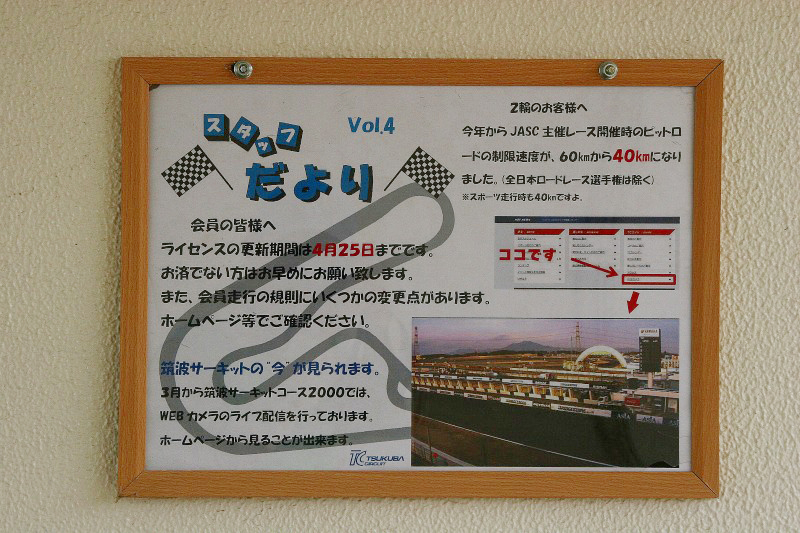 スタッフ
だより
Vol.4
会員の皆様へ
ライセンスの更新期間は4月25日までです。
お済でない方はお早めにお願い致します。
また、会員走行の規則にいくつかの変更点があります。
ホームページ等でご確認ください。
筑波サーキットの"今"が見られます。
3月から筑波サーキットコース2000では、
WEBカメラのライブ配信を行っております。
ホームページから見ることが出来ます。
TSUKUBA
CIRCUIT
2輪のお客様へ
今年からJASC主催レース開催時のピットロ
ードの制限速度が、60kmから40kmになり
ました。(全日本ロードレース選手権は除く)
※スポーツ走行時も40kmですよ。
ココです